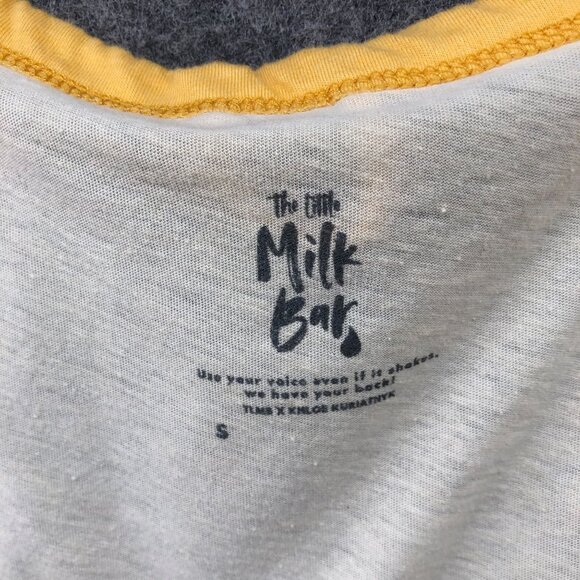 The Little
Milk
Bar
Use your voice even if it shakes,
we have your back!
TLMB X KHLOE KURIATNYK
S